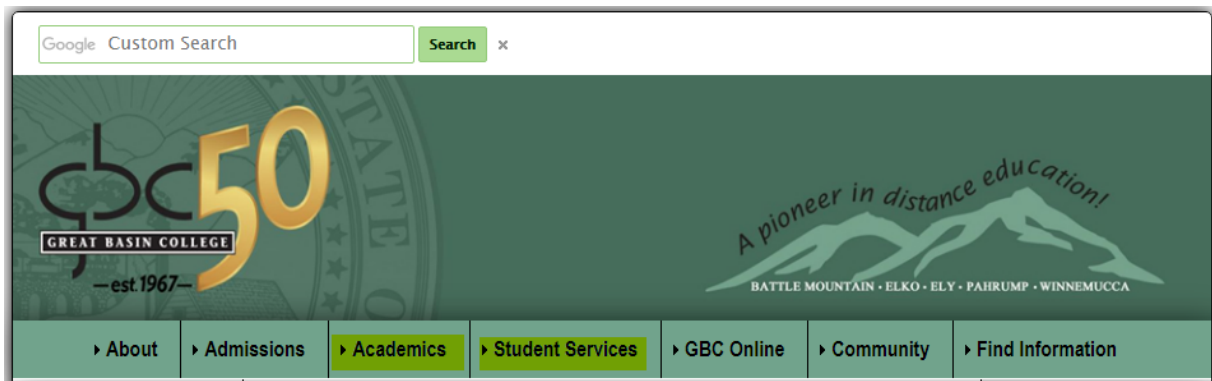 Google Custom Search
Search ×
gbc 50
GREAT BASIN COLLEGE
—est.1967—
STATE O
A pioneer in distance education!
BATTLE MOUNTAIN · ELKO · ELY · PAHRUMP · WINNEMUCCA
About Admissions Academics Student Services GBC Online Community Find Information